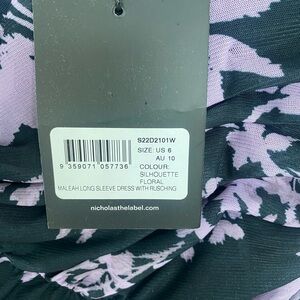 S22D2101W
SIZE: US 6
AU 10
COLOUR:
SILHOUETTE
FLORAL
9 359071 057736
MALEAH LONG SLEEVE DRESS WITH RUSCHING
nicholasthelabel.com